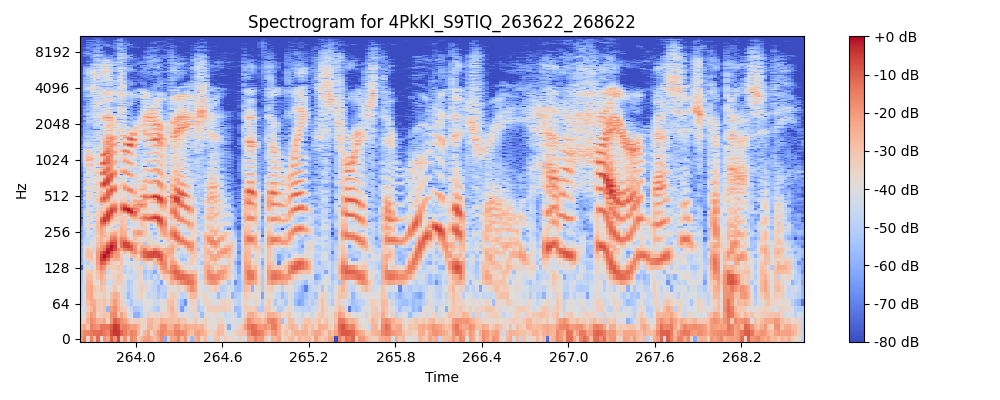 Spectrogram for 4PkKI_S9TIQ_263622_268622
8192
4096
2048
1024
512
256
128
64
0
Hz
264.0 264.6 265.2 265.8 266.4 267.0 267.6 268.2
Time
+0 dB
-10 dB
-20 dB
-30 dB
-40 dB
-50 dB
-60 dB
-70 dB
-80 dB